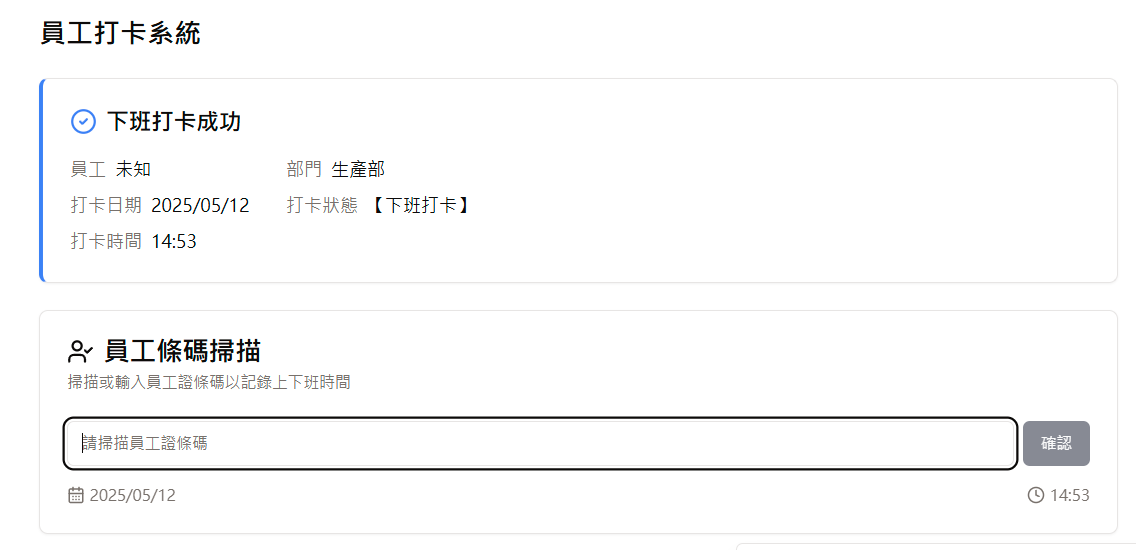 員工打卡系統
下班打卡成功
員工 未知 部門 生產部
打卡日期 2025/05/12 打卡狀態 【下班打卡】
打卡時間 14:53
員工條碼掃描
掃描或輸入員工證條碼以記錄上下班時間
請掃描員工證條碼 確認
2025/05/12 14:53